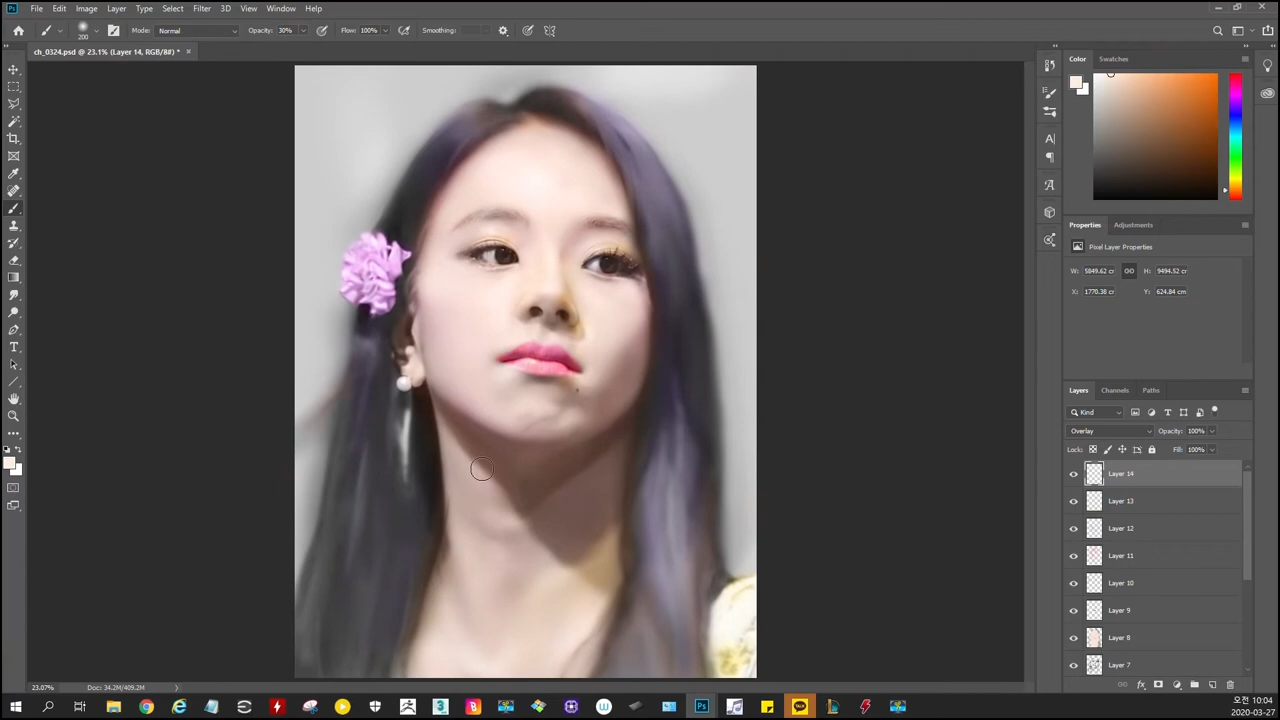 File Edit Image Layer Type Select Filter 3D View Window Help
200 Mode: Normal Opacity: 30% Flow: 100% Smoothing:
ch_0324.psd @ 23.1% (Layer 14, RGB/8#) *
Color Swatches
Properties Adjustments
Pixel Layer Properties
W: 5849.62 cm H: 9494.52 cm
X: 1770.38 cm Y: 624.84 cm
Layers Channels Paths
Kind
Overlay Opacity: 100%
Lock: Fill: 100%
Layer 14
Layer 13
Layer 12
Layer 11
Layer 10
Layer 9
Layer 8
Layer 7
23.07% Doc: 34.2M/409.2M
오전 10:04
2020-03-27